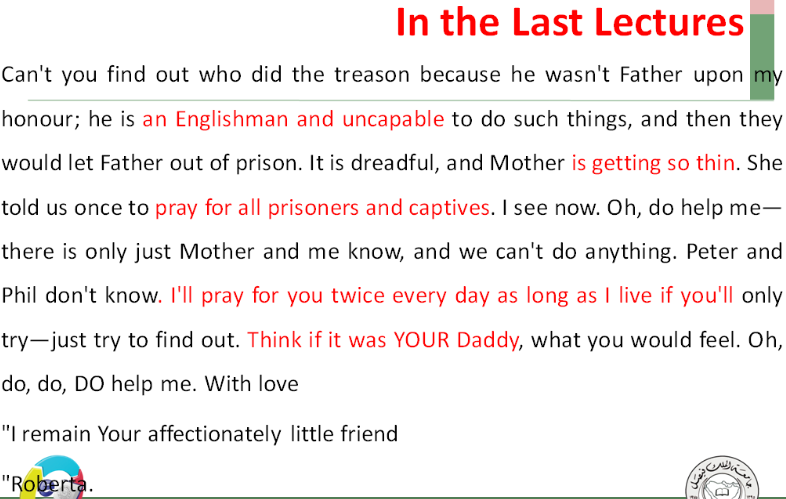 In the Last Lectures
Can't you find out who did the treason because he wasn't Father upon my
honour; he is an Englishman and uncapable to do such things, and then they
would let Father out of prison. It is dreadful, and Mother is getting so thin. She
told us once to pray for all prisoners and captives. I see now. Oh, do help me—
there is only just Mother and me know, and we can't do anything. Peter and
Phil don't know. I'll pray for you twice every day as long as I live if you'll only
try—just try to find out. Think if it was YOUR Daddy, what you would feel. Oh,
do, do, DO help me. With love
"I remain Your affectionately little friend
"Roberta.